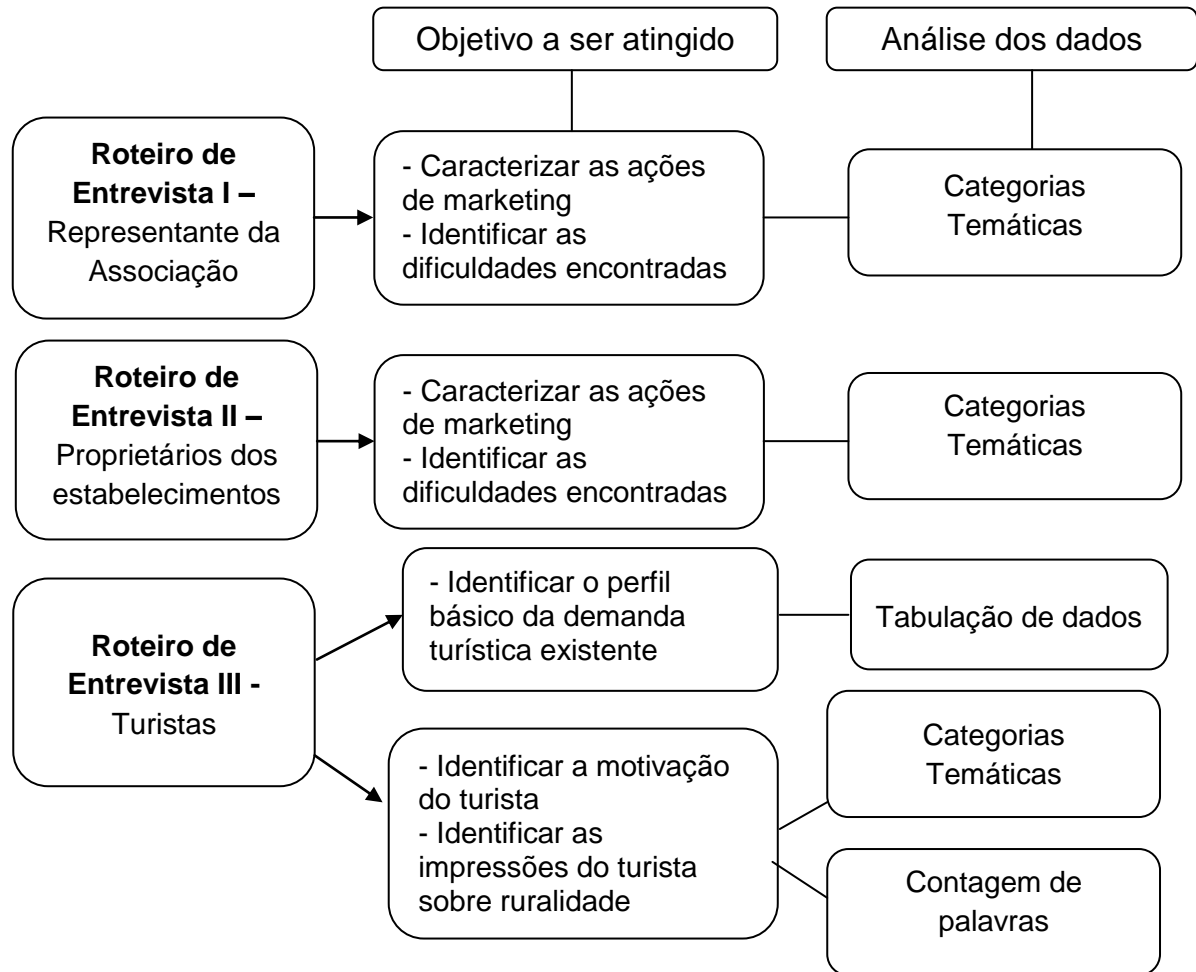 Objetivo a ser atingido
Análise dos dados
Roteiro de
Entrevista I –
Representante da
Associação
- Caracterizar as ações
de marketing
- Identificar as
dificuldades encontradas
Categorias
Temáticas
Roteiro de
Entrevista II –
Proprietários dos
estabelecimentos
- Caracterizar as ações
de marketing
- Identificar as
dificuldades encontradas
Categorias
Temáticas
Roteiro de
Entrevista III -
Turistas
- Identificar o perfil
básico da demanda
turística existente
Tabulação de dados
- Identificar a motivação
do turista
- Identificar as
impressões do turista
sobre ruralidade
Categorias
Temáticas
Contagem de
palavras